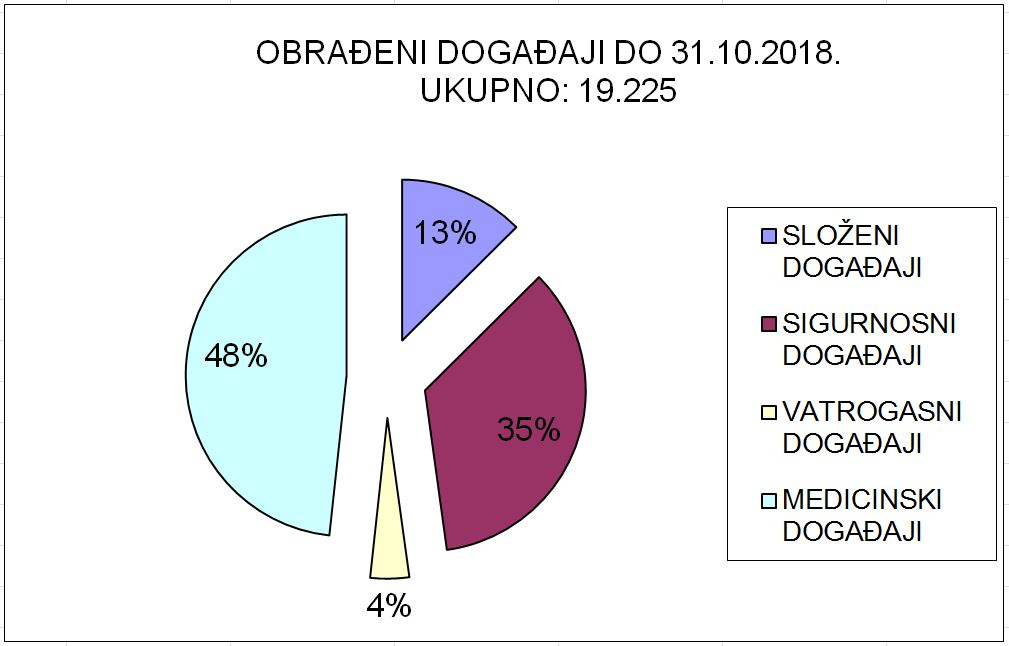 OBRAĐENI DOGAĐAJI DO 31.10.2018.
UKUPNO: 19.225
13%
35%
4%
48%
SLOŽENI
DOGAĐAJI
SIGURNOSNI
DOGAĐAJI
VATROGASNI
DOGAĐAJI
MEDICINSKI
DOGAĐAJI